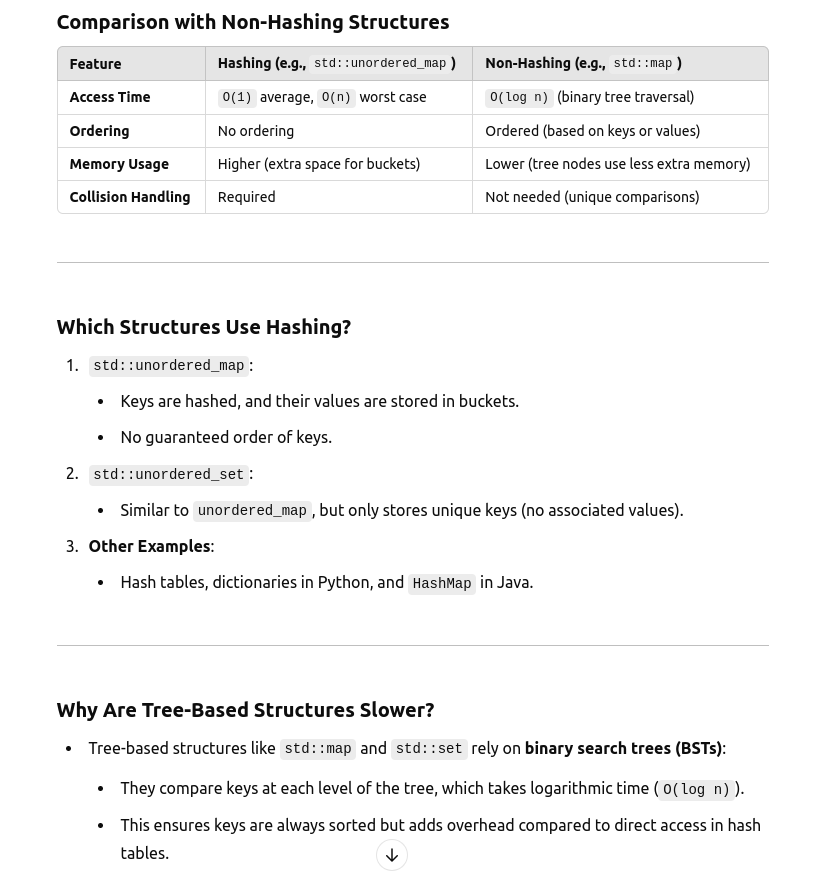 Comparison with Non-Hashing Structures
Feature Hashing (e.g., std::unordered_map ) Non-Hashing (e.g., std::map )
Access Time O(1) average, O(n) worst case O(log n) (binary tree traversal)
Ordering No ordering Ordered (based on keys or values)
Memory Usage Higher (extra space for buckets) Lower (tree nodes use less extra memory)
Collision Handling Required Not needed (unique comparisons)
Which Structures Use Hashing?
1. std::unordered_map:
• Keys are hashed, and their values are stored in buckets.
• No guaranteed order of keys.
2. std::unordered_set:
• Similar to unordered_map, but only stores unique keys (no associated values).
3. Other Examples:
• Hash tables, dictionaries in Python, and HashMap in Java.
Why Are Tree-Based Structures Slower?
• Tree-based structures like std::map and std::set rely on binary search trees (BSTs):
• They compare keys at each level of the tree, which takes logarithmic time (O(log n)).
• This ensures keys are always sorted but adds overhead compared to direct access in hash
tables.